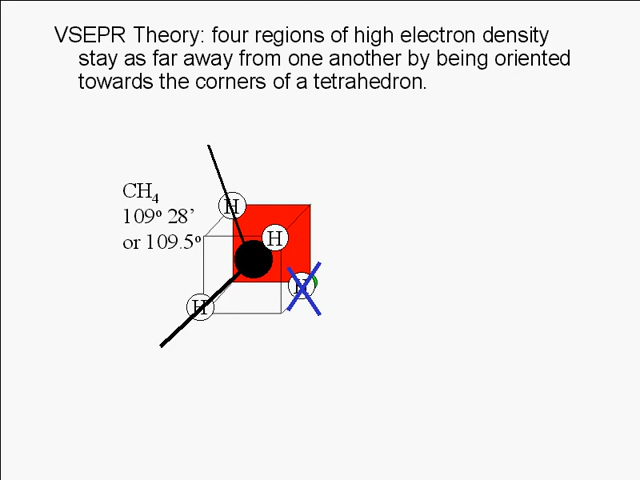 VSEPR Theory: four regions of high electron density
stay as far away from one another by being oriented
towards the corners of a tetrahedron.
CH₄
109º 28’
or 109.5º
H
H
H
H